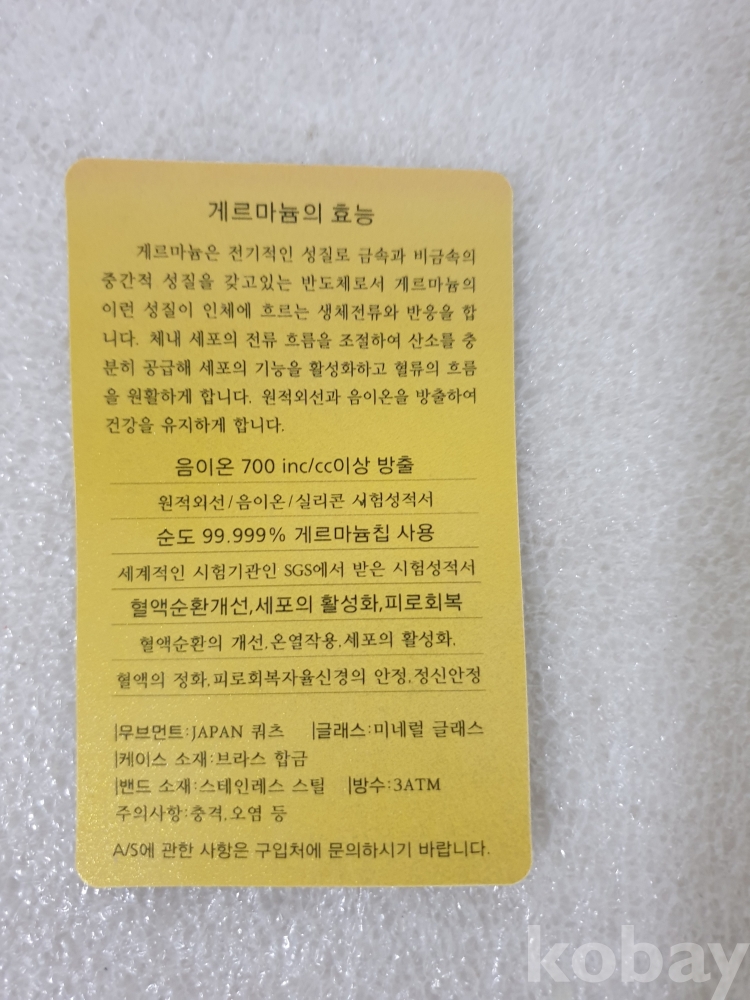 게르마늄의 효능
게르마늄은 전기적인 성질로 금속과 비금속의
중간적 성질을 갖고있는 반도체로서 게르마늄의
이런 성질이 인체에 흐르는 생체전류와 반응을 합
니다. 체내 세포의 전류 흐름을 조절하여 산소를 충
분히 공급해 세포의 기능을 활성화하고 혈류의 흐름
을 원활하게 합니다. 원적외선과 음이온을 방출하여
건강을 유지하게 합니다.
음이온 700 inc/cc이상 방출
원적외선/음이온/실리콘 시험성적서
순도 99.999% 게르마늄칩 사용
세계적인 시험기관인 SGS에서 받은 시험성적서
혈액순환개선,세포의 활성화,피로회복
혈액순환의 개선,온열작용,세포의 활성화,
혈액의 정화,피로회복자율신경의 안정,정신안정
|무브먼트:JAPAN 쿼츠 |글래스:미네럴 글래스
|케이스 소재:브라스 합금
|밴드 소재:스테인레스 스틸 |방수:3ATM
주의사항:충격,오염 등
A/S에 관한 사항은 구입처에 문의하시기 바랍니다.
kobay